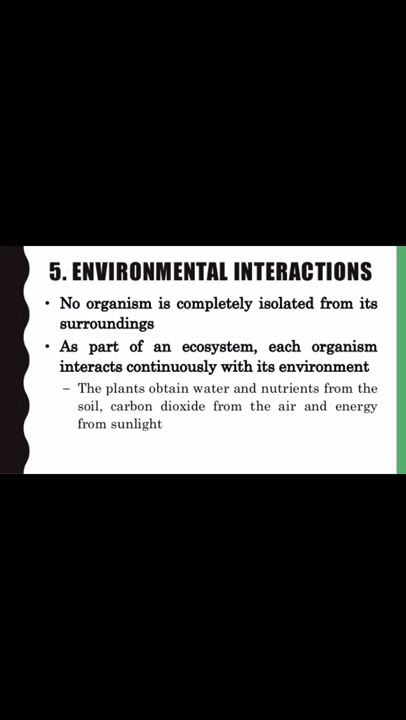 5. ENVIRONMENTAL INTERACTIONS
• No organism is completely isolated from its
surroundings
• As part of an ecosystem, each organism
interacts continuously with its environment
– The plants obtain water and nutrients from the
soil, carbon dioxide from the air and energy
from sunlight